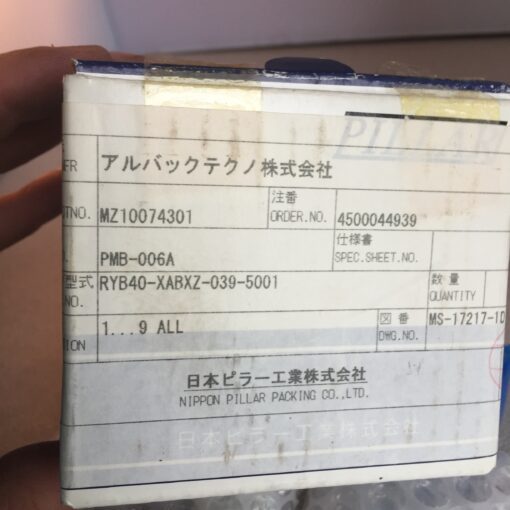 PILLAR
FR アルバックテクノ株式会社
TNO. MZ10074301 注番 ORDER.NO. 4500044939
PMB-006A 仕様書 SPEC.SHEET.NO.
型式 NO. RYB40-XABXZ-039-5001 数量 QUANTITY
TION 1...9 ALL 図番 DWG.NO. MS-17217-1D
日本ピラー工業株式会社
NIPPON PILLAR PACKING CO.,LTD.
日本ピラー工業株式会社